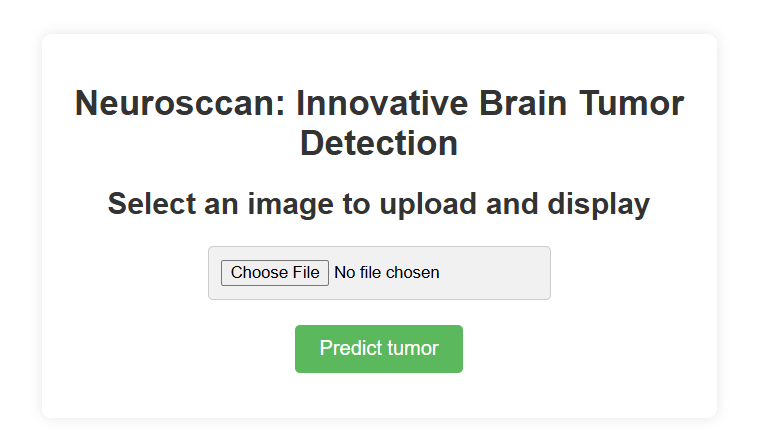 Neurosccan: Innovative Brain Tumor
Detection
Select an image to upload and display
Choose File No file chosen
Predict tumor